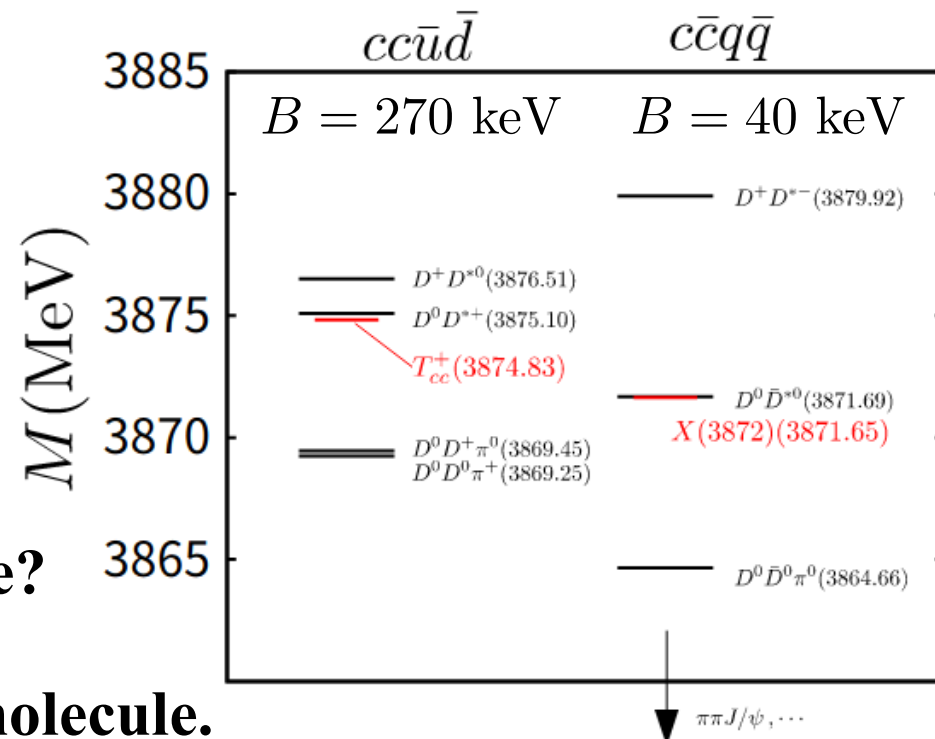 ccūd̄
cc̄qq̄
3885
B = 270 keV
B = 40 keV
3880
D⁺D*⁻(3879.92)
D⁺D*⁰(3876.51)
3875
D⁰D*⁺(3875.10)
T⁺cc(3874.83)
M(MeV)
D⁰D̄*⁰(3871.69)
X(3872)(3871.65)
3870
D⁰D⁺π⁰(3869.45)
D⁰D⁰π⁺(3869.25)
3865
D⁰D̄⁰π⁰(3864.66)
e?
ππJ/ψ, ⋯
molecule.